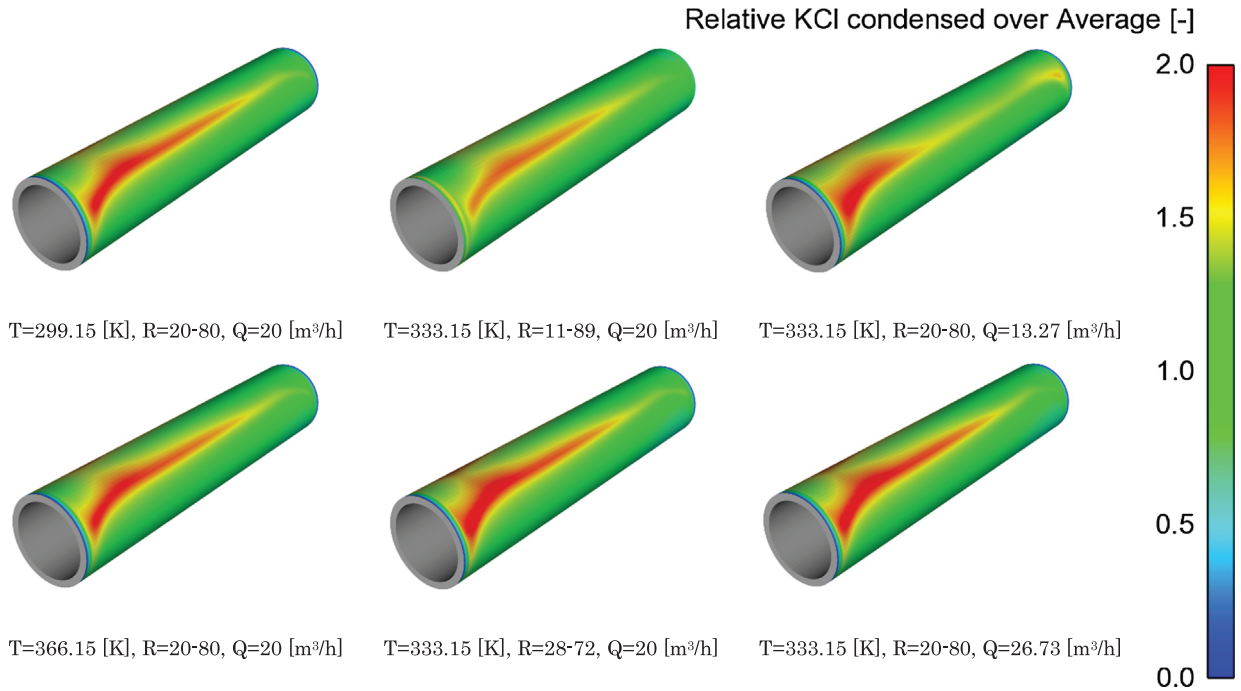 Relative KCl condensed over Average [-]
2.0
1.5
1.0
0.5
0.0
T=299.15 [K], R=20-80, Q=20 [m³/h]
T=333.15 [K], R=11-89, Q=20 [m³/h]
T=333.15 [K], R=20-80, Q=13.27 [m³/h]
T=366.15 [K], R=20-80, Q=20 [m³/h]
T=333.15 [K], R=28-72, Q=20 [m³/h]
T=333.15 [K], R=20-80, Q=26.73 [m³/h]